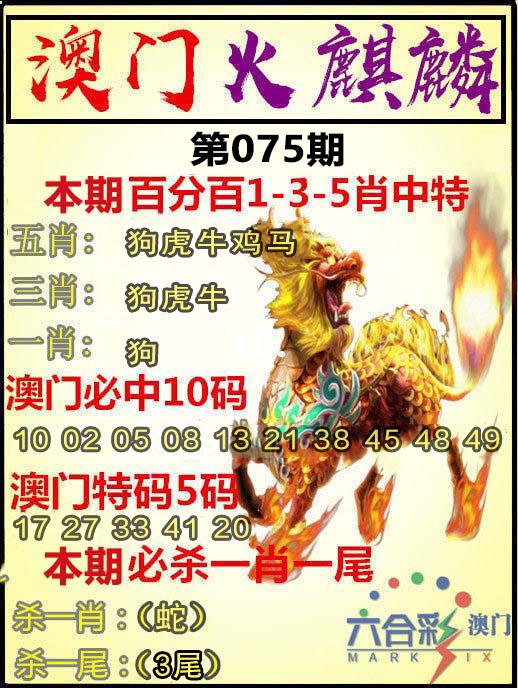 澳门火麒麟
第075期
本期百分百1-3-5肖中特
五肖：狗虎牛鸡马
三肖：狗虎牛
一肖：狗
澳门必中10码
10 02 05 08 13 21 38 45 48 49
澳门特码5码
17 27 33 41 20
本期必杀一肖一尾
杀一肖：（蛇）
杀一尾：（3尾）
六合彩 澳门
MARK SIX